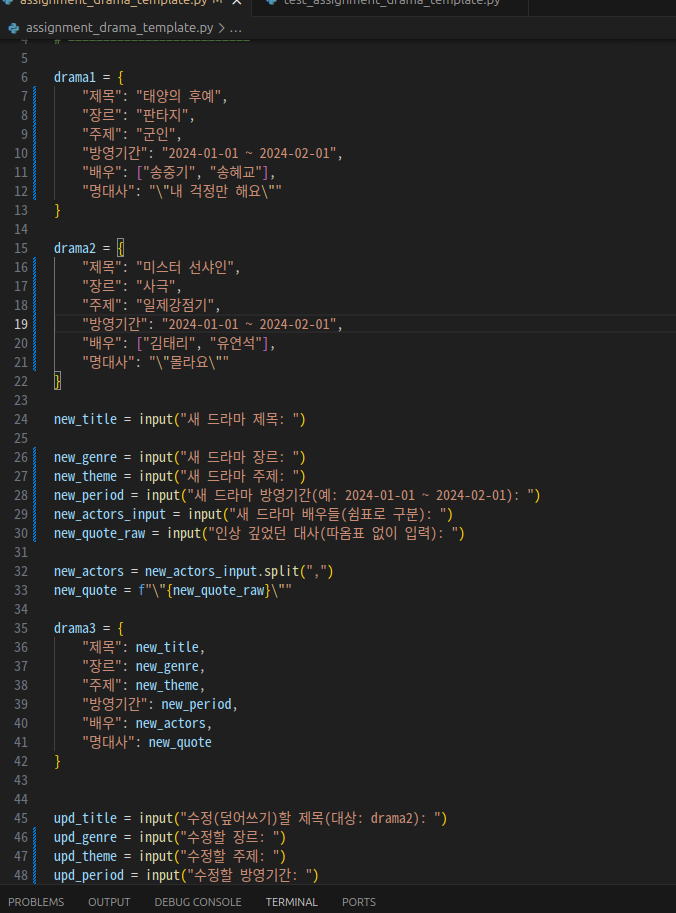 assignment_drama_template.py M
test_assignment_drama_template.py
assignment_drama_template.py > ...
4 # ---------------------------
5
6 drama1 = {
7 "제목": "태양의 후예",
8 "장르": "판타지",
9 "주제": "군인",
10 "방영기간": "2024-01-01 ~ 2024-02-01",
11 "배우": ["송중기", "송혜교"],
12 "명대사": "\"내 걱정만 해요\""
13 }
14
15 drama2 = {
16 "제목": "미스터 선샤인",
17 "장르": "사극",
18 "주제": "일제강점기",
19 "방영기간": "2024-01-01 ~ 2024-02-01",
20 "배우": ["김태리", "유연석"],
21 "명대사": "\"몰라요\""
22 }
23
24 new_title = input("새 드라마 제목: ")
25
26 new_genre = input("새 드라마 장르: ")
27 new_theme = input("새 드라마 주제: ")
28 new_period = input("새 드라마 방영기간(예: 2024-01-01 ~ 2024-02-01): ")
29 new_actors_input = input("새 드라마 배우들(쉼표로 구분): ")
30 new_quote_raw = input("인상 깊었던 대사(따옴표 없이 입력): ")
31
32 new_actors = new_actors_input.split(",")
33 new_quote = f"\"{new_quote_raw}\""
34
35 drama3 = {
36 "제목": new_title,
37 "장르": new_genre,
38 "주제": new_theme,
39 "방영기간": new_period,
40 "배우": new_actors,
41 "명대사": new_quote
42 }
43
44
45 upd_title = input("수정(덮어쓰기)할 제목(대상: drama2): ")
46 upd_genre = input("수정할 장르: ")
47 upd_theme = input("수정할 주제: ")
48 upd_period = input("수정할 방영기간: ")
PROBLEMS OUTPUT DEBUG CONSOLE TERMINAL PORTS